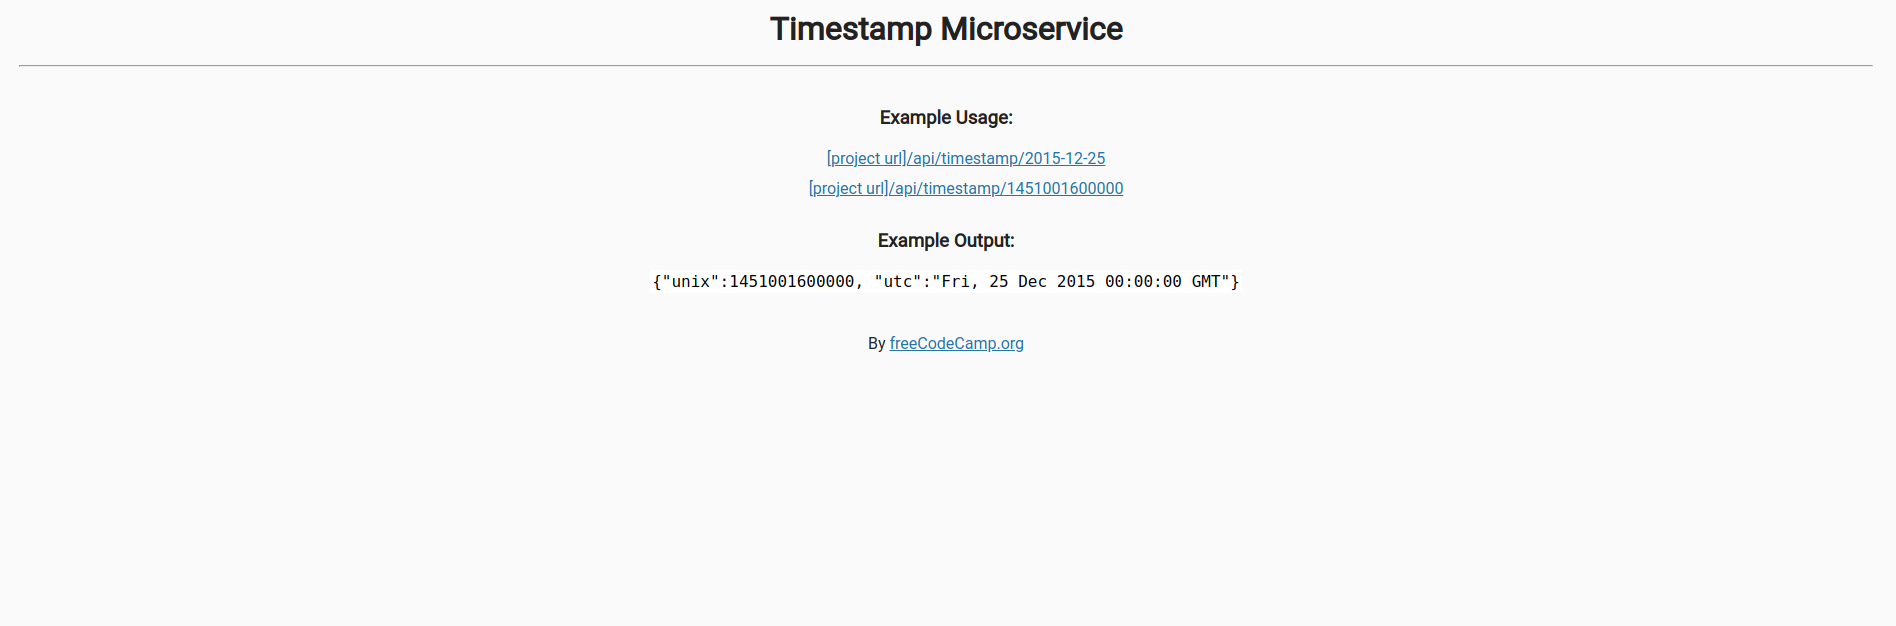 Timestamp Microservice
Example Usage:
[project url]/api/timestamp/2015-12-25
[project url]/api/timestamp/1451001600000
Example Output:
{"unix":1451001600000, "utc":"Fri, 25 Dec 2015 00:00:00 GMT"}
By freeCodeCamp.org